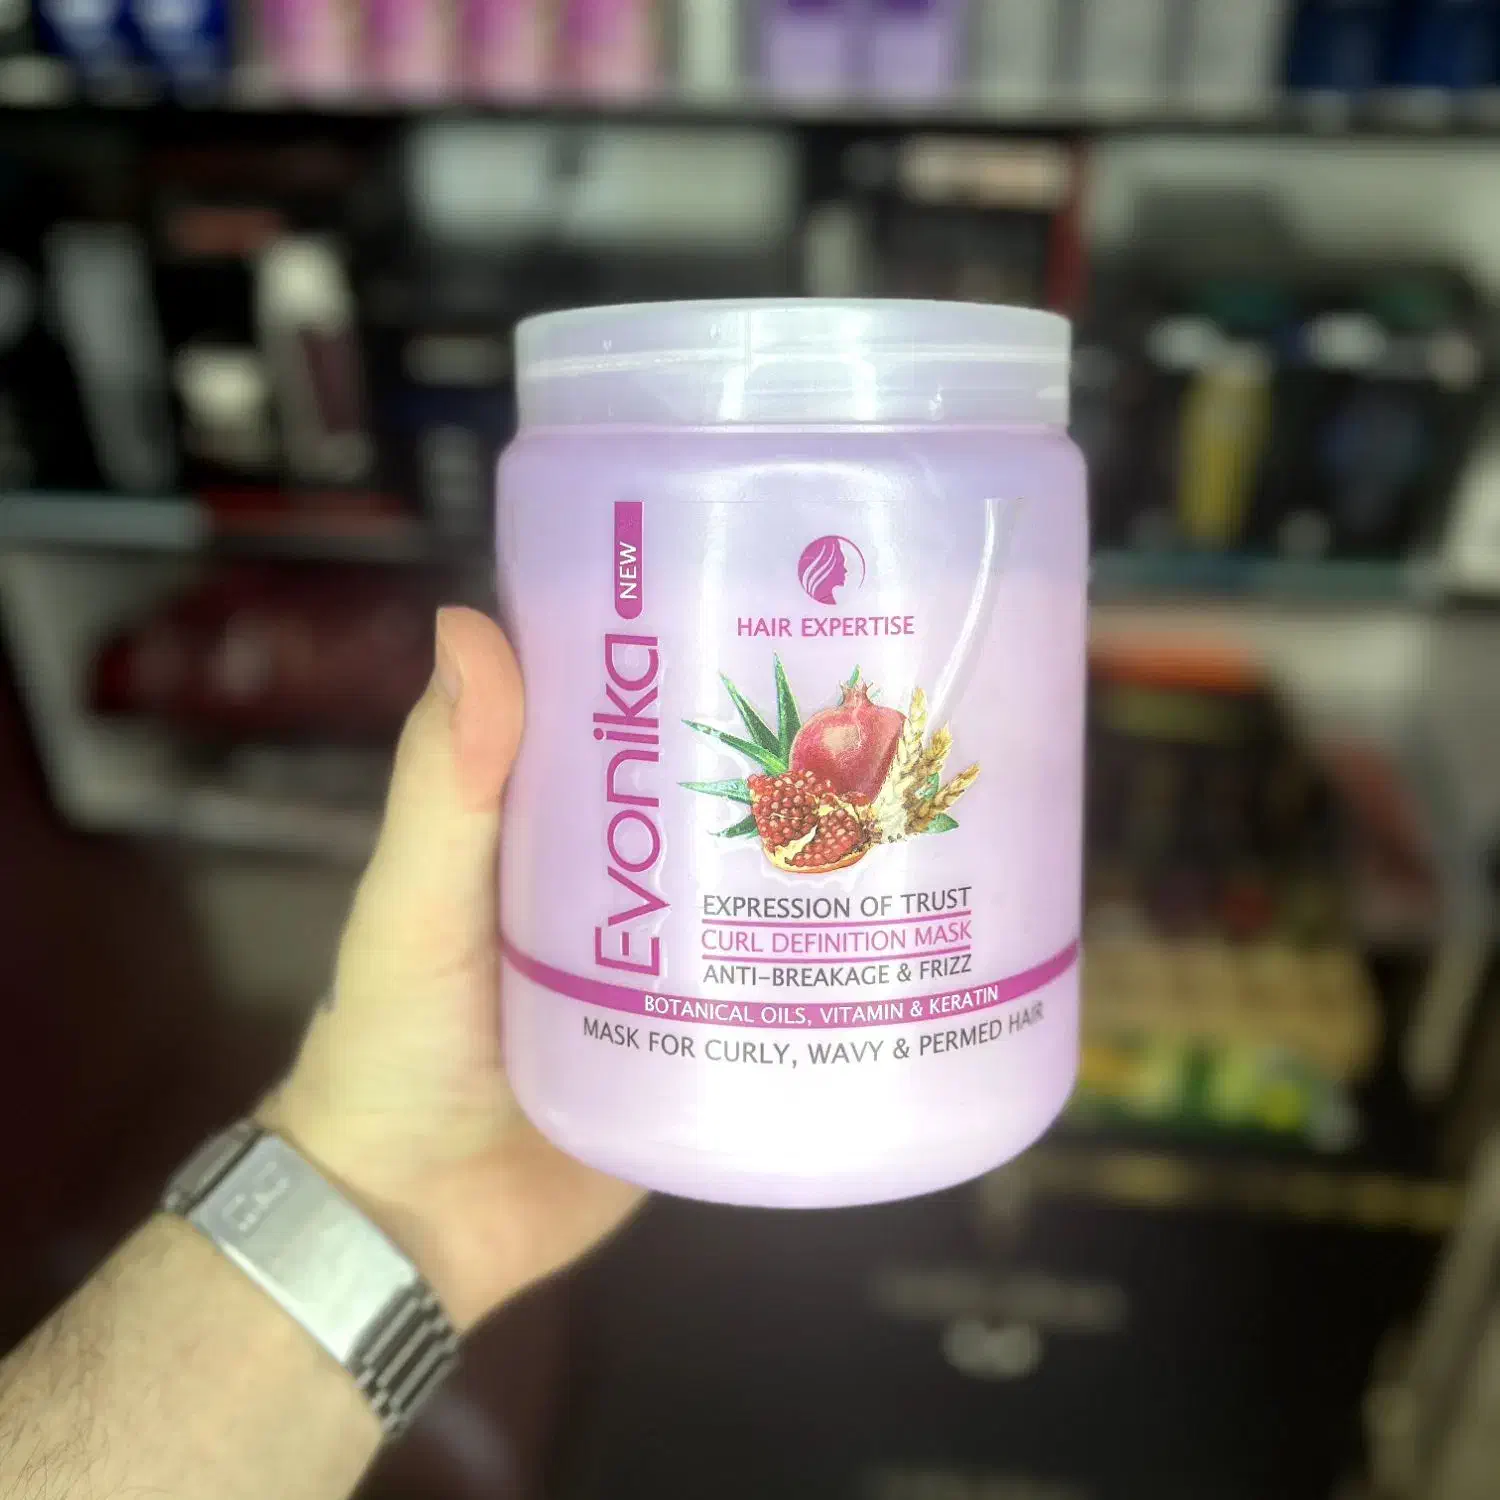 Evonika
NEW
HAIR EXPERTISE
EXPRESSION OF TRUST
CURL DEFINITION MASK
ANTI-BREAKAGE & FRIZZ
BOTANICAL OILS, VITAMIN & KERATIN
MASK FOR CURLY, WAVY & PERMED HAIR